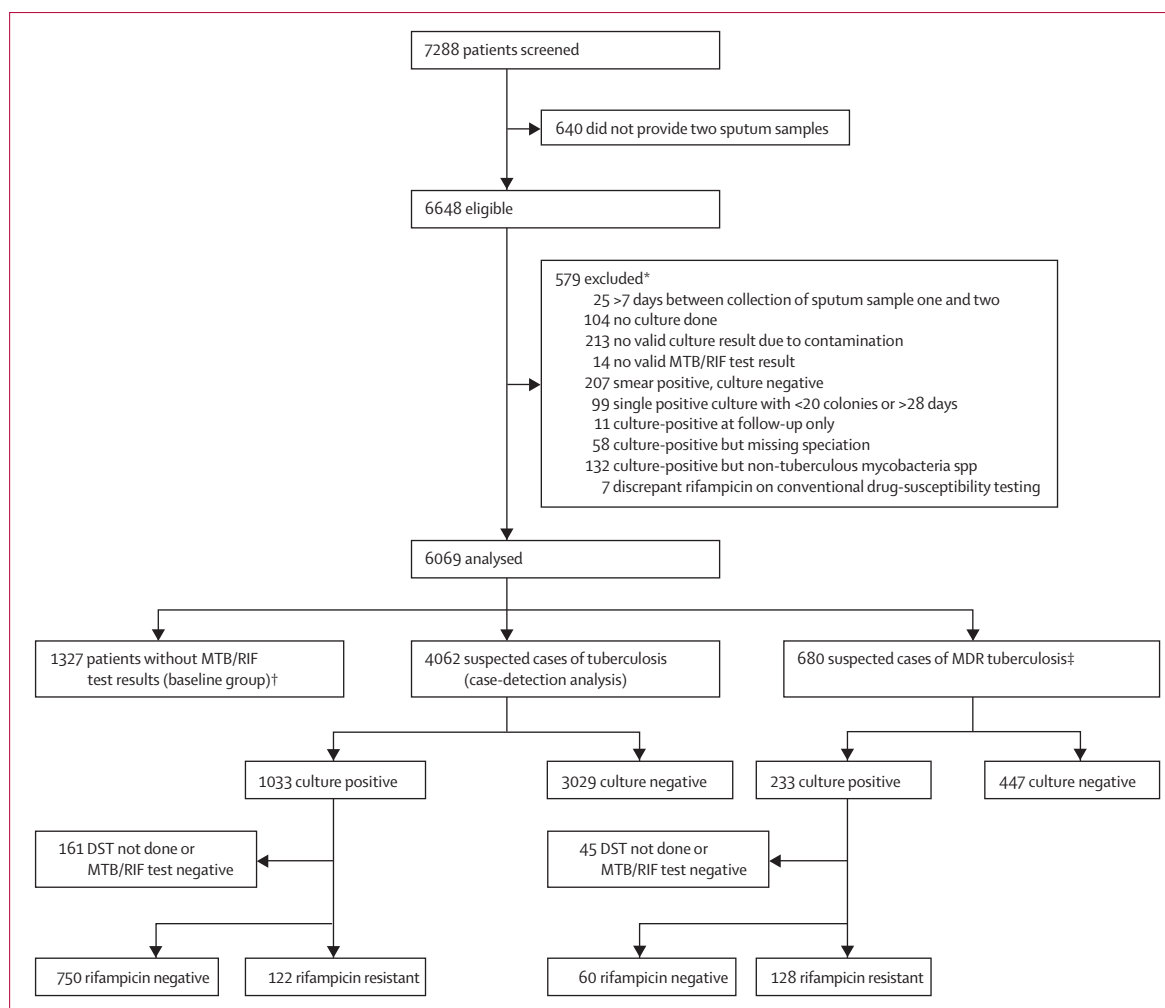 7288 patients screened
640 did not provide two sputum samples
6648 eligible
579 excluded*
25 >7 days between collection of sputum sample one and two
104 no culture done
213 no valid culture result due to contamination
14 no valid MTB/RIF test result
207 smear positive, culture negative
99 single positive culture with <20 colonies or >28 days
11 culture-positive at follow-up only
58 culture-positive but missing speciation
132 culture-positive but non-tuberculous mycobacteria spp
7 discrepant rifampicin on conventional drug-susceptibility testing
6069 analysed
1327 patients without MTB/RIF
test results (baseline group)†
4062 suspected cases of tuberculosis
(case-detection analysis)
680 suspected cases of MDR tuberculosis‡
1033 culture positive
3029 culture negative
233 culture positive
447 culture negative
161 DST not done or
MTB/RIF test negative
45 DST not done or
MTB/RIF test negative
750 rifampicin negative
122 rifampicin resistant
60 rifampicin negative
128 rifampicin resistant